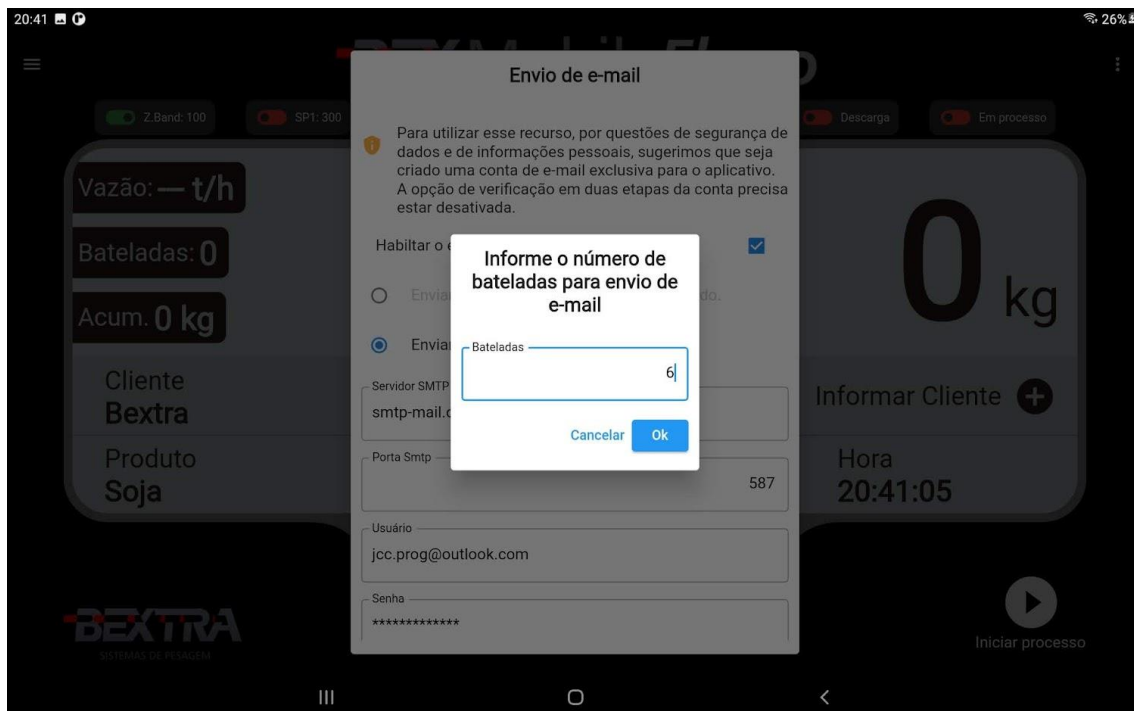 20:41
26%
Envio de e-mail
Z.Band: 100
SP1: 300
Descarga
Em processo
Para utilizar esse recurso, por questões de segurança de
dados e de informações pessoais, sugerimos que seja
criado uma conta de e-mail exclusiva para o aplicativo.
A opção de verificação em duas etapas da conta precisa
estar desativada.
Vazão: — t/h
Bateladas: 0
Acum. 0 kg
0 kg
Habiltar o
Informe o número de
bateladas para envio de
e-mail
Bateladas
6
Cancelar
Ok
Servidor SMTP
Porta Smtp
587
Usuário
jcc.prog@outlook.com
Senha
*************
Cliente
Bextra
Informar Cliente
Produto
Soja
Hora
20:41:05
BEXTRA
SISTEMAS DE PESAGEM
Iniciar processo